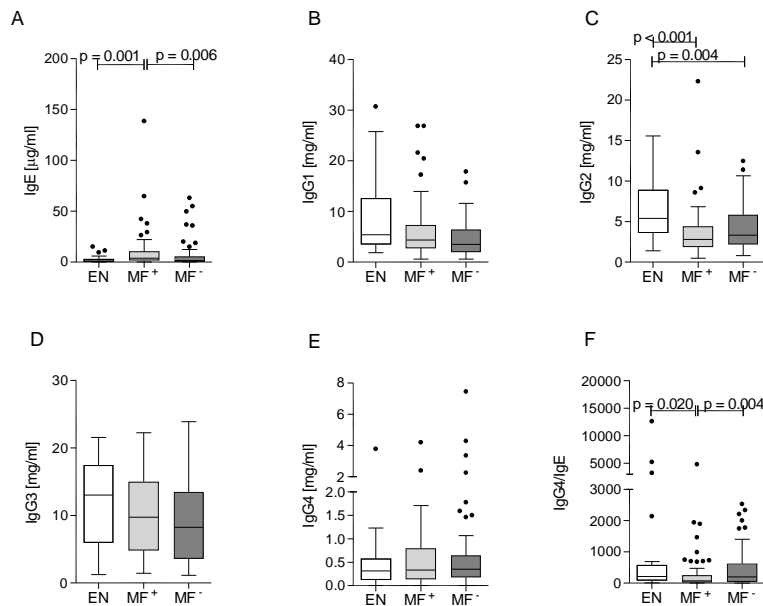 A
p = 0.001
p = 0.006
IgE [μg/ml]
200
150
100
50
0
EN MF+ MF-
B
IgG1 [mg/ml]
40
30
20
10
0
EN MF+ MF-
C
p < 0.001
p = 0.004
IgG2 [mg/ml]
25
20
15
10
5
0
EN MF+ MF-
D
IgG3 [mg/ml]
30
20
10
0
EN MF+ MF-
E
IgG4 [mg/ml]
8
6
4
2
2.0
1.5
1.0
0.5
0.0
EN MF+ MF-
F
p = 0.020
p = 0.004
IgG4/IgE
20000
15000
10000
5000
3000
2000
1000
0
EN MF+ MF-